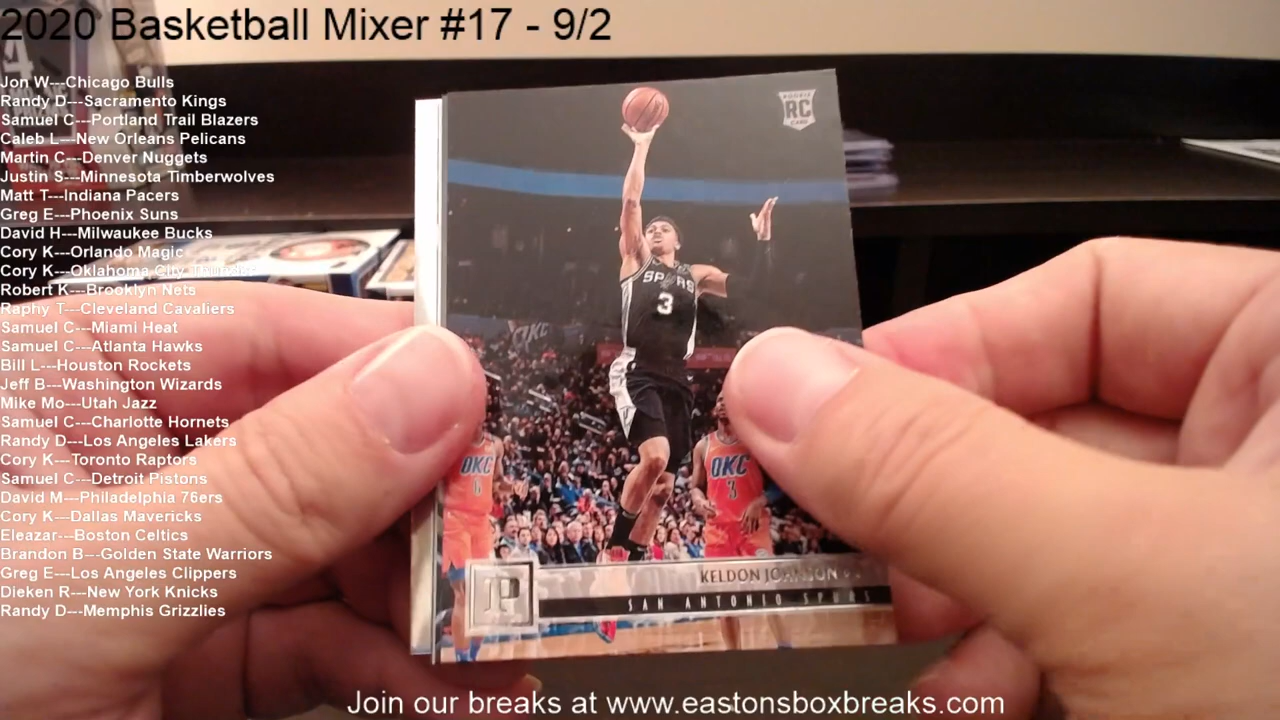 2020 Basketball Mixer #17 - 9/2
Jon W---Chicago Bulls
Randy D---Sacramento Kings
Samuel C---Portland Trail Blazers
Caleb L---New Orleans Pelicans
Martin C---Denver Nuggets
Justin S---Minnesota Timberwolves
Matt T---Indiana Pacers
Greg E---Phoenix Suns
David H---Milwaukee Bucks
Cory K---Orlando Magic
Cory K---Oklahoma City Thunder
Robert K---Brooklyn Nets
Raphy T---Cleveland Cavaliers
Samuel C---Miami Heat
Samuel C---Atlanta Hawks
Bill L---Houston Rockets
Jeff B---Washington Wizards
Mike Mo---Utah Jazz
Samuel C---Charlotte Hornets
Randy D---Los Angeles Lakers
Cory K---Toronto Raptors
Samuel C---Detroit Pistons
David M---Philadelphia 76ers
Cory K---Dallas Mavericks
Eleazar---Boston Celtics
Brandon B---Golden State Warriors
Greg E---Los Angeles Clippers
Dieken R---New York Knicks
Randy D---Memphis Grizzlies
ROOKIE
RC
CARD
SPURS
3
OKC
OKC
6
OKC
3
KELDON JOHNSON
P
SAN ANTONIO SPURS
Join our breaks at www.eastonsboxbreaks.com